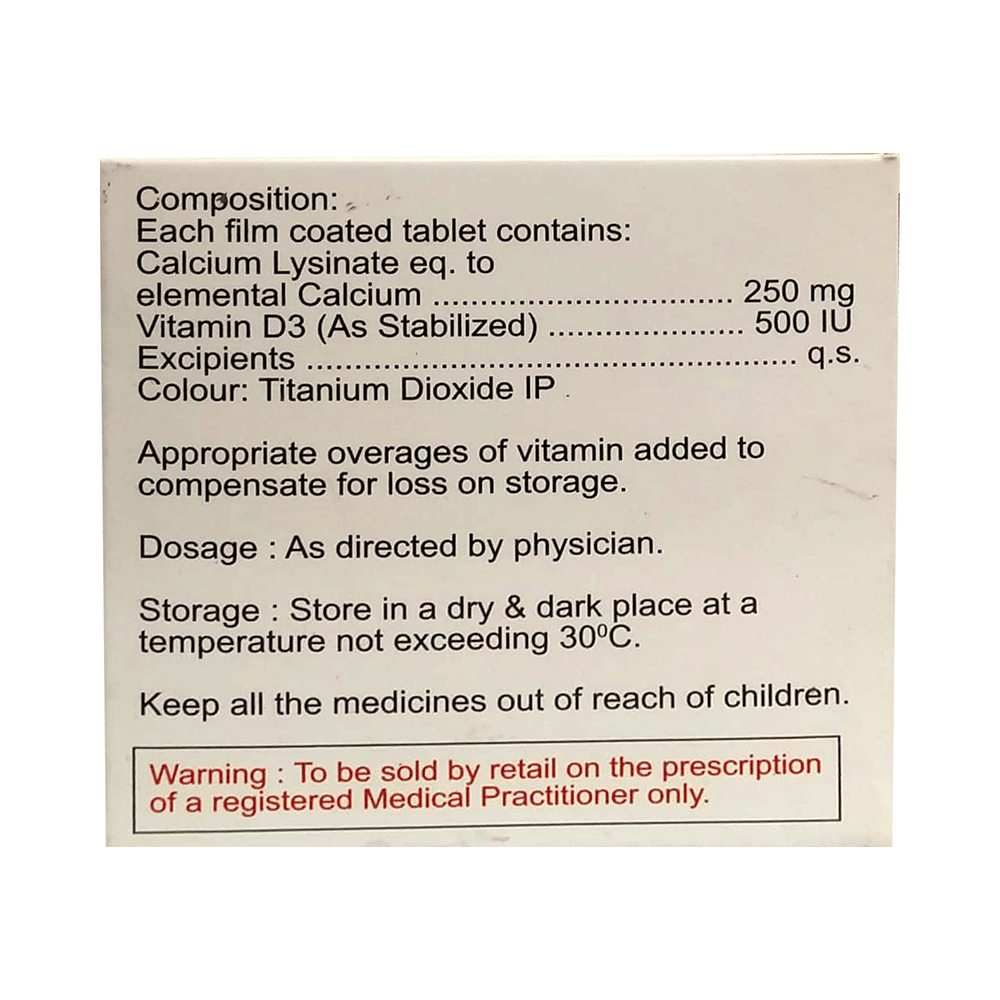 Composition:
Each film coated tablet contains:
Calcium Lysinate eq. to
elemental Calcium ............................... 250 mg
Vitamin D3 (As Stabilized) .................... 500 IU
Excipients ................................................... q.s.
Colour: Titanium Dioxide IP
Appropriate overages of vitamin added to
compensate for loss on storage.
Dosage : As directed by physician.
Storage : Store in a dry & dark place at a
temperature not exceeding 30⁰C.
Keep all the medicines out of reach of children.
Warning : To be sold by retail on the prescription
of a registered Medical Practitioner only.